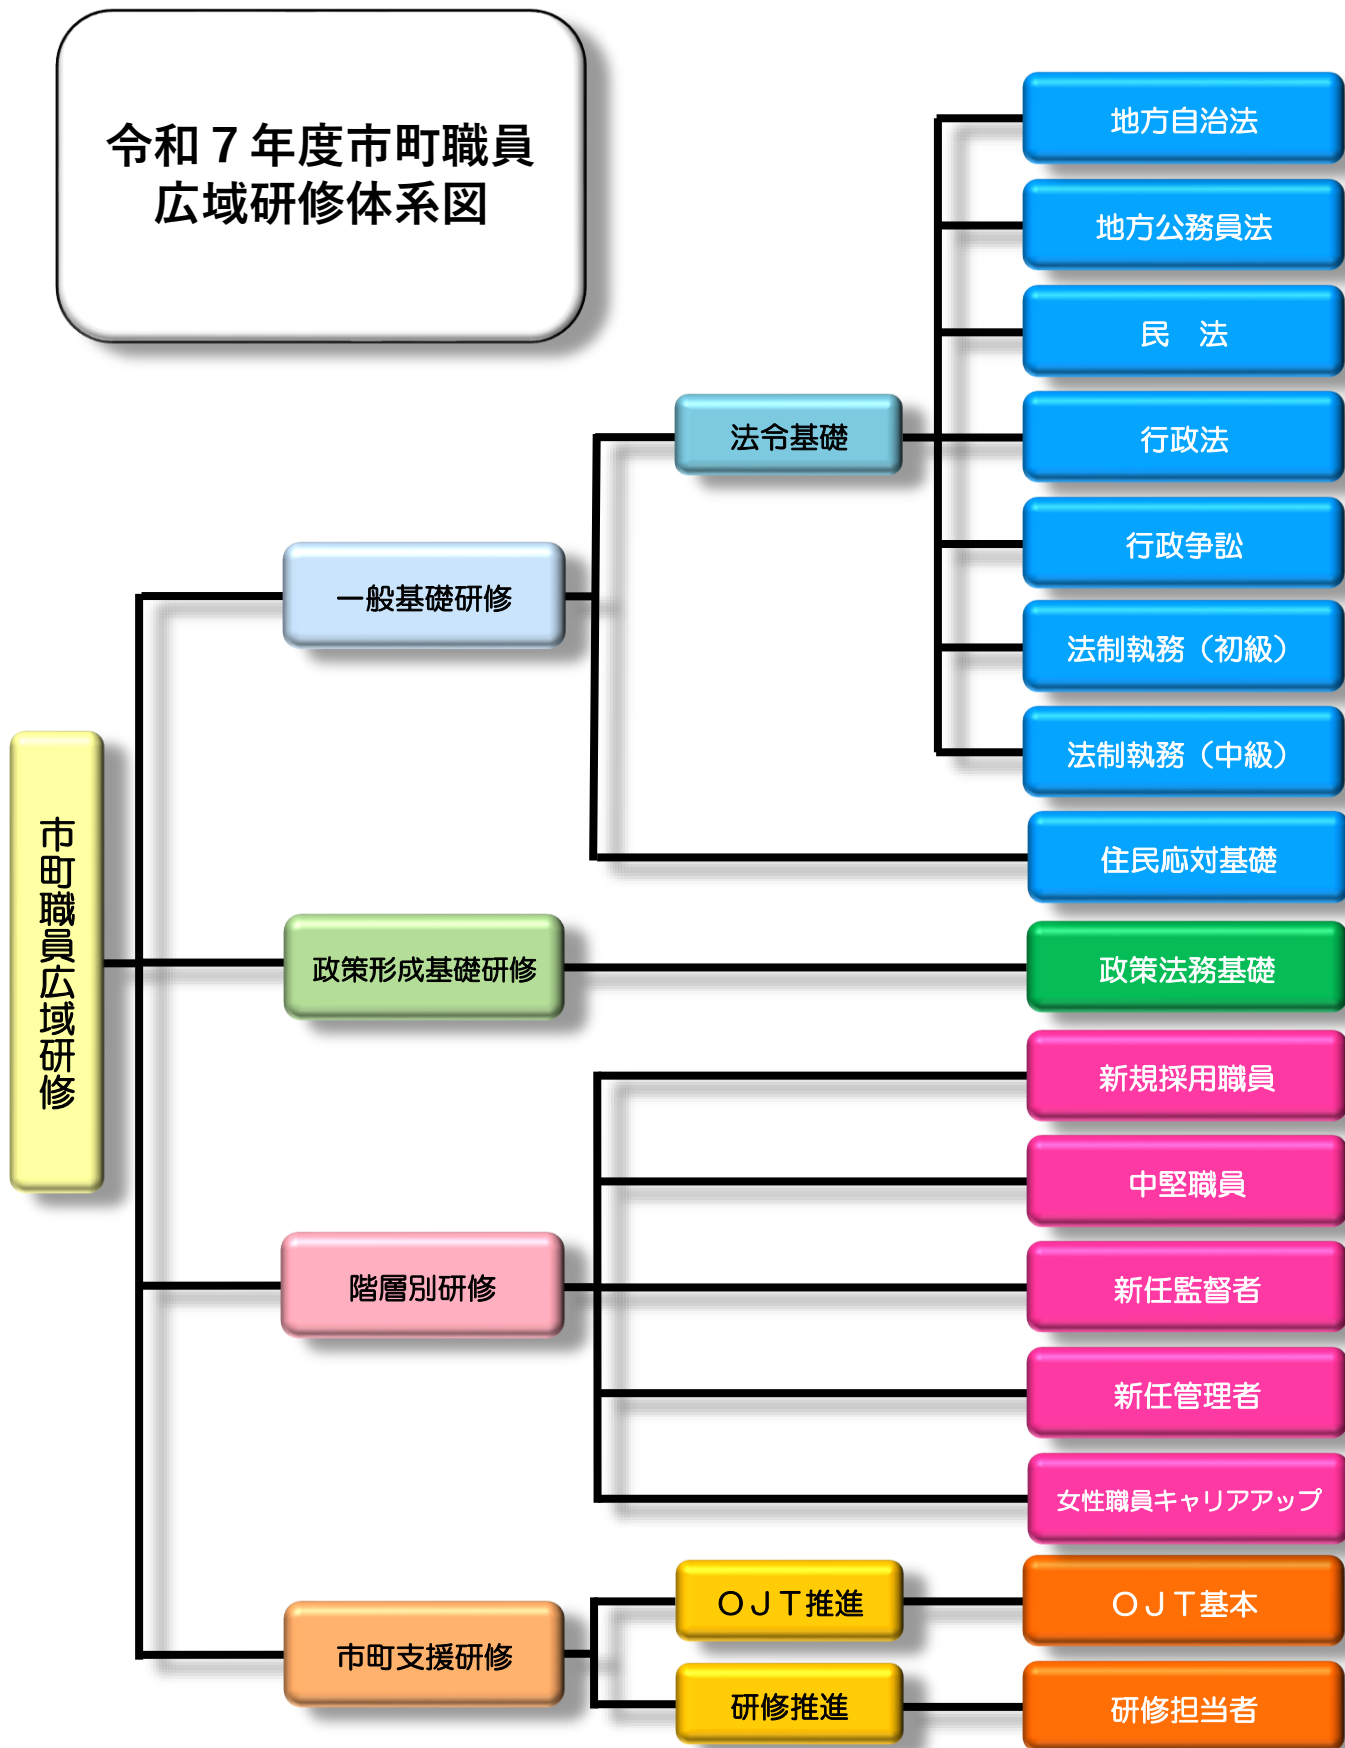 令和７年度市町職員
広域研修体系図
市町職員広域研修
一般基礎研修
法令基礎
地方自治法
地方公務員法
民　法
行政法
行政争訟
法制執務（初級）
法制執務（中級）
住民応対基礎
政策形成基礎研修
政策法務基礎
階層別研修
新規採用職員
中堅職員
新任監督者
新任管理者
女性職員キャリアアップ
市町支援研修
ＯＪＴ推進
ＯＪＴ基本
研修推進
研修担当者